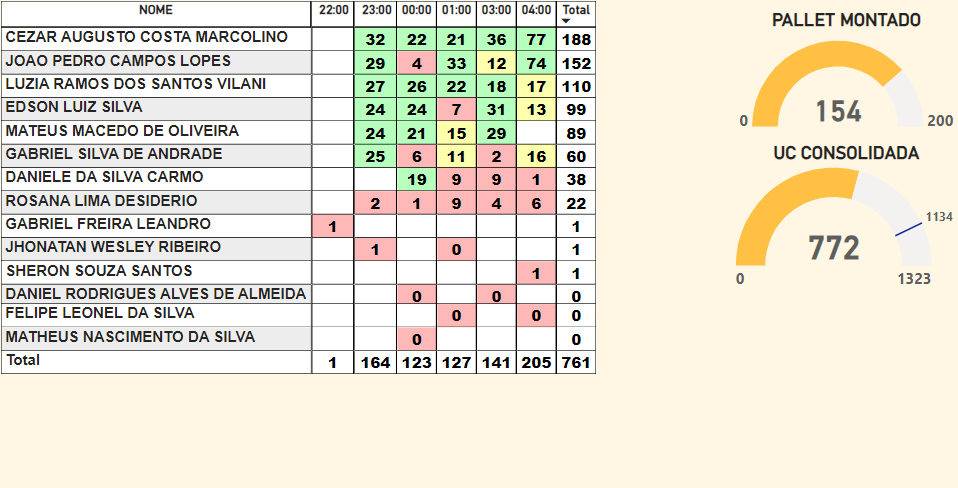 NOME 22:00 23:00 00:00 01:00 03:00 04:00 Total
CEZAR AUGUSTO COSTA MARCOLINO 32 22 21 36 77 188
JOAO PEDRO CAMPOS LOPES 29 4 33 12 74 152
LUZIA RAMOS DOS SANTOS VILANI 27 26 22 18 17 110
EDSON LUIZ SILVA 24 24 7 31 13 99
MATEUS MACEDO DE OLIVEIRA 24 21 15 29 89
GABRIEL SILVA DE ANDRADE 25 6 11 2 16 60
DANIELE DA SILVA CARMO 19 9 9 1 38
ROSANA LIMA DESIDERIO 2 1 9 4 6 22
GABRIEL FREIRA LEANDRO 1 1
JHONATAN WESLEY RIBEIRO 1 0 1
SHERON SOUZA SANTOS 1 1
DANIEL RODRIGUES ALVES DE ALMEIDA 0 0 0
FELIPE LEONEL DA SILVA 0 0 0
MATHEUS NASCIMENTO DA SILVA 0 0
Total 1 164 123 127 141 205 761
PALLET MONTADO
154
0 200
UC CONSOLIDADA
1134
772
0 1323